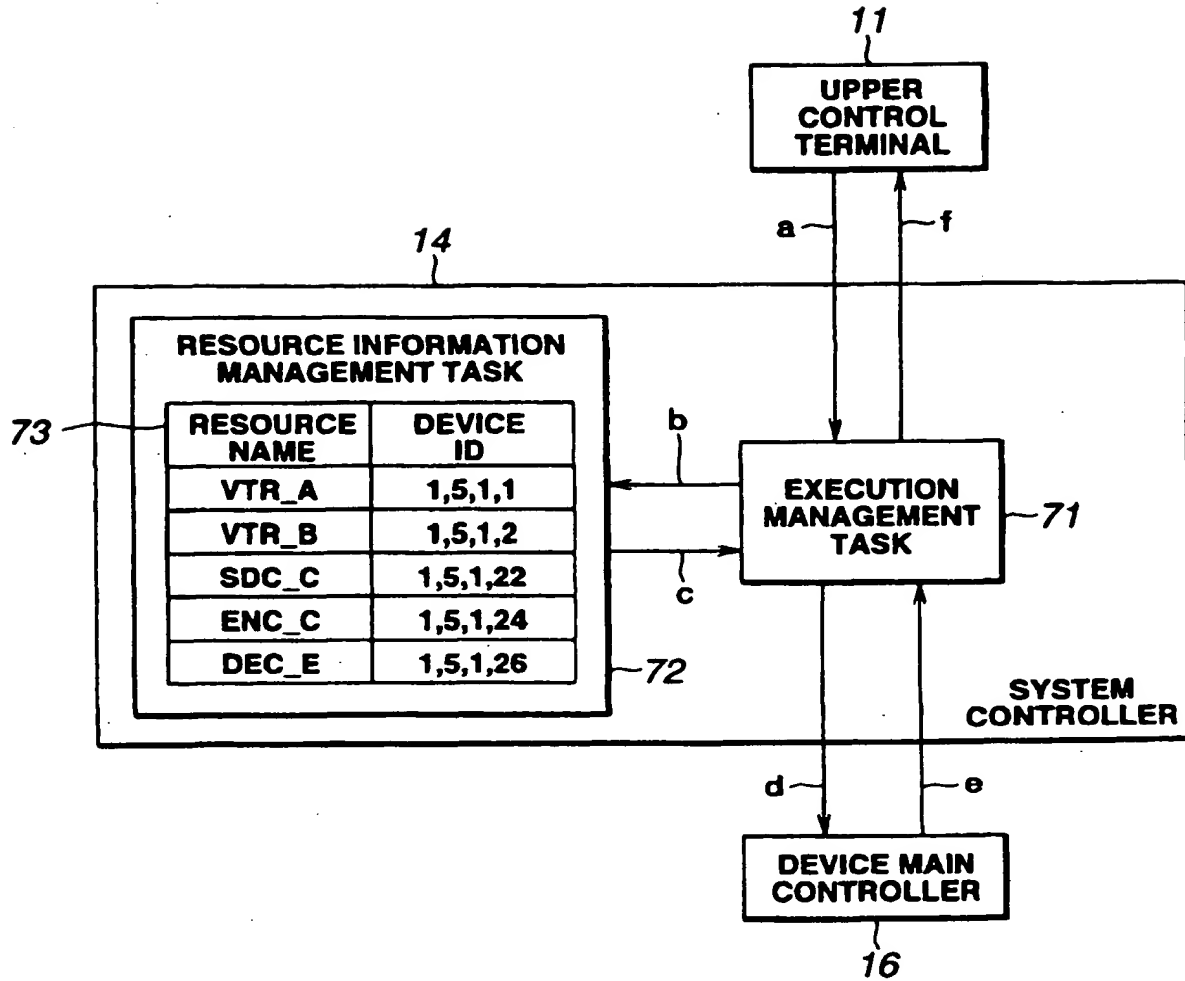 11
UPPER
CONTROL
TERMINAL
a
f
14
RESOURCE INFORMATION
MANAGEMENT TASK
73
RESOURCE
NAME
DEVICE
ID
VTR_A
1,5,1,1
VTR_B
1,5,1,2
SDC_C
1,5,1,22
ENC_C
1,5,1,24
DEC_E
1,5,1,26
72
b
c
EXECUTION
MANAGEMENT
TASK
71
SYSTEM
CONTROLLER
d
e
DEVICE MAIN
CONTROLLER
16